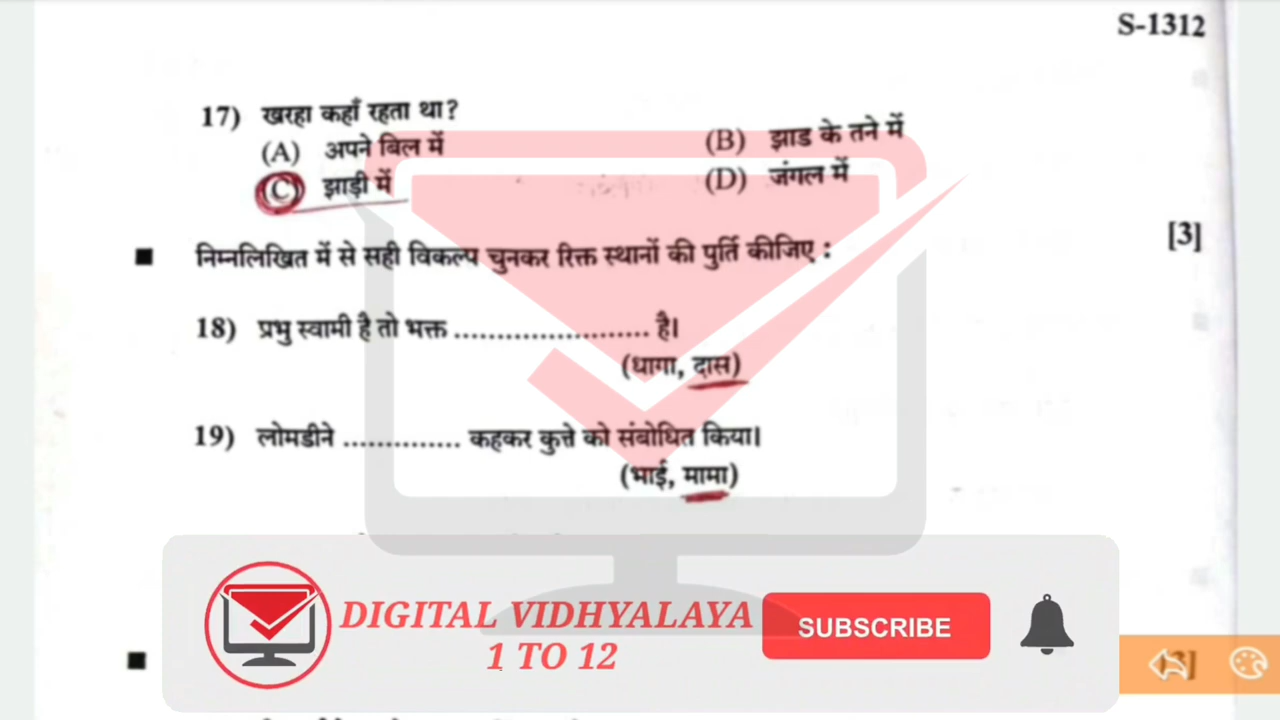 S-1312
17) खरहा कहाँ रहता था?
(A) अपने बिल में (B) झाड के तने में
(C) झाड़ी में (D) जंगल में
[3]
■ निम्नलिखित में से सही विकल्प चुनकर रिक्त स्थानों की पुर्ति कीजिए :
18) प्रभु स्वामी है तो भक्त ....................... है।
(धागा, दास)
19) लोमडीने .............. कहकर कुत्ते को संबोधित किया।
(भाई, मामा)
DIGITAL VIDHYALAYA
1 TO 12
SUBSCRIBE
■